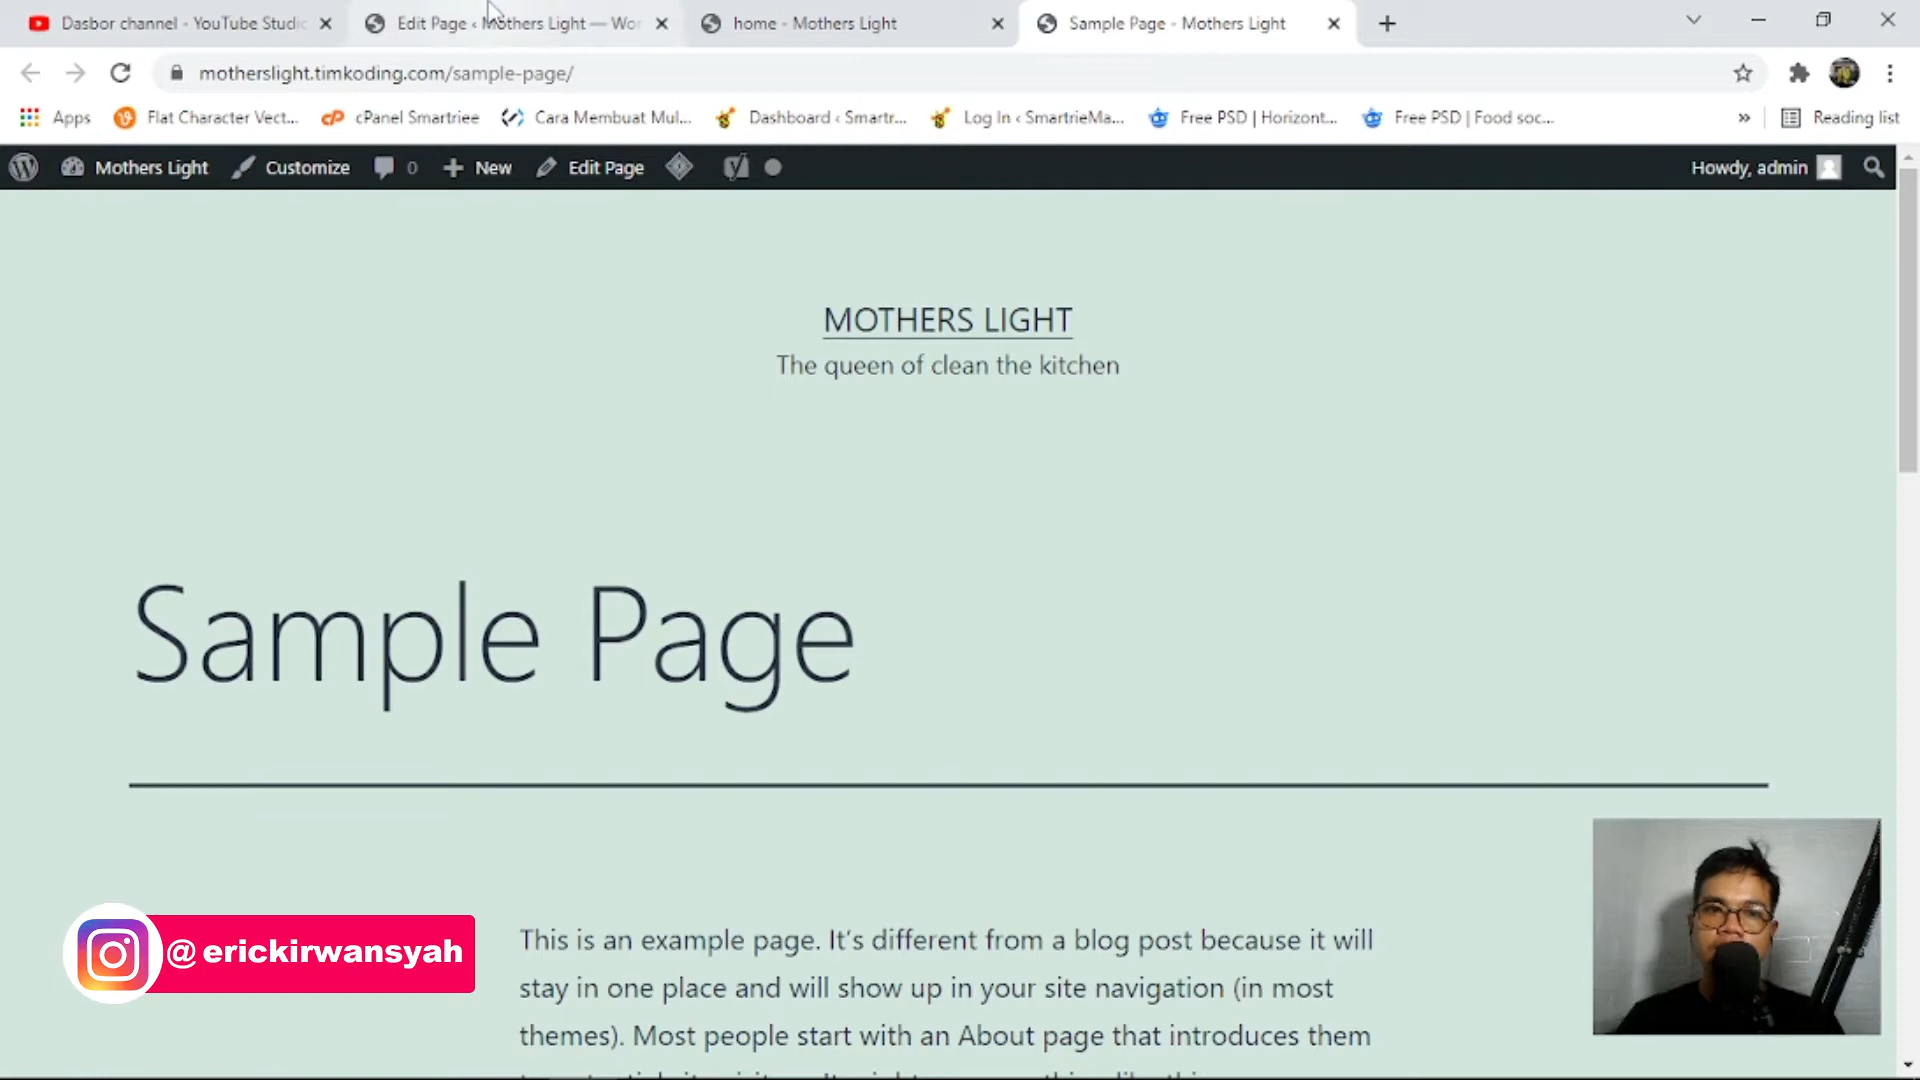 Dasbor channel - YouTube Studic
Edit Page ‹ Mothers Light — Wor
home - Mothers Light
Sample Page - Mothers Light
motherslight.timkoding.com/sample-page/
Apps
Flat Character Vect...
cPanel Smartriee
Cara Membuat Mul...
Dashboard ‹ Smartr...
Log In ‹ SmartrieMa...
Free PSD | Horizont...
Free PSD | Food soc...
»
Reading list
Mothers Light
Customize
0
New
Edit Page
Howdy, admin
MOTHERS LIGHT
The queen of clean the kitchen
Sample Page
This is an example page. It's different from a blog post because it will
stay in one place and will show up in your site navigation (in most
themes). Most people start with an About page that introduces them
@ erickirwansyah